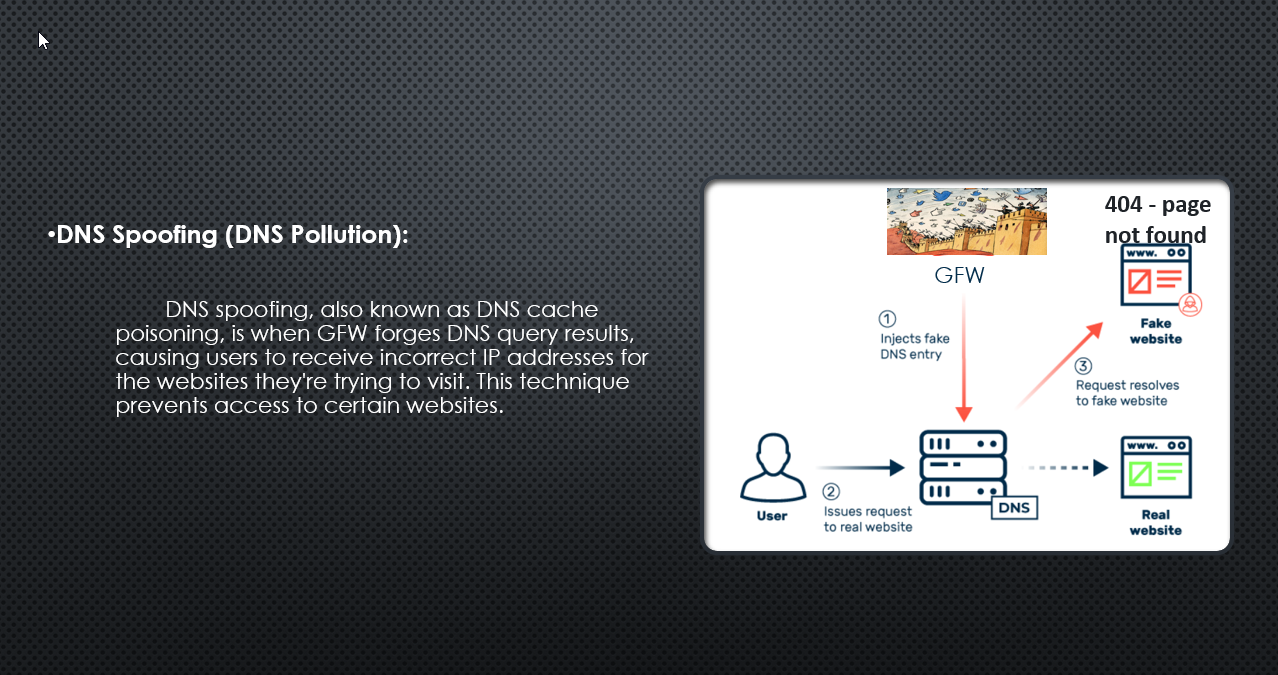 •DNS Spoofing (DNS Pollution):
DNS spoofing, also known as DNS cache
poisoning, is when GFW forges DNS query results,
causing users to receive incorrect IP addresses for
the websites they're trying to visit. This technique
prevents access to certain websites.
404 - page
not found
GFW
www.
Fake
website
①
Injects fake
DNS entry
③
Request resolves
to fake website
User
②
Issues request
to real website
DNS
www.
Real
website